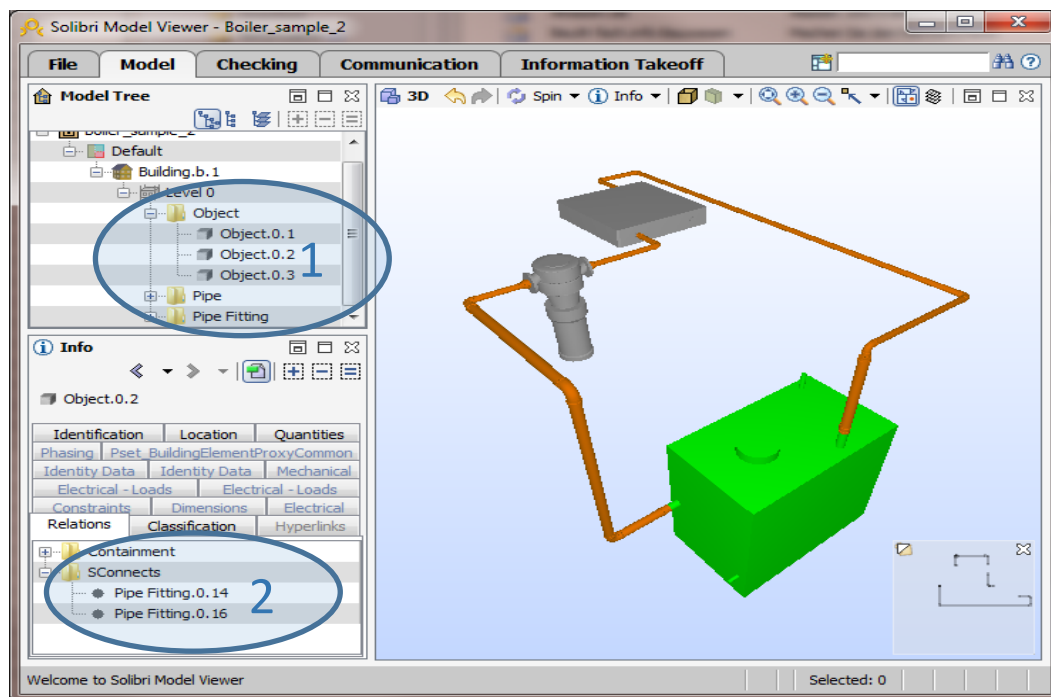 Solibri Model Viewer - Boiler_sample_2
File Model Checking Communication Information Takeoff
Model Tree
3D Spin Info
Boiler_sample_2
Default
Building.b.1
Level 0
Object
Object.0.1
Object.0.2
Object.0.3
1
Pipe
Pipe Fitting
Info
Object.0.2
Identification Location Quantities
Phasing Pset_BuildingElementProxyCommon
Identity Data Identity Data Mechanical
Electrical - Loads Electrical - Loads
Constraints Dimensions Electrical
Relations Classification Hyperlinks
Containment
SConnects
Pipe Fitting.0.14
Pipe Fitting.0.16
2
Welcome to Solibri Model Viewer
Selected: 0